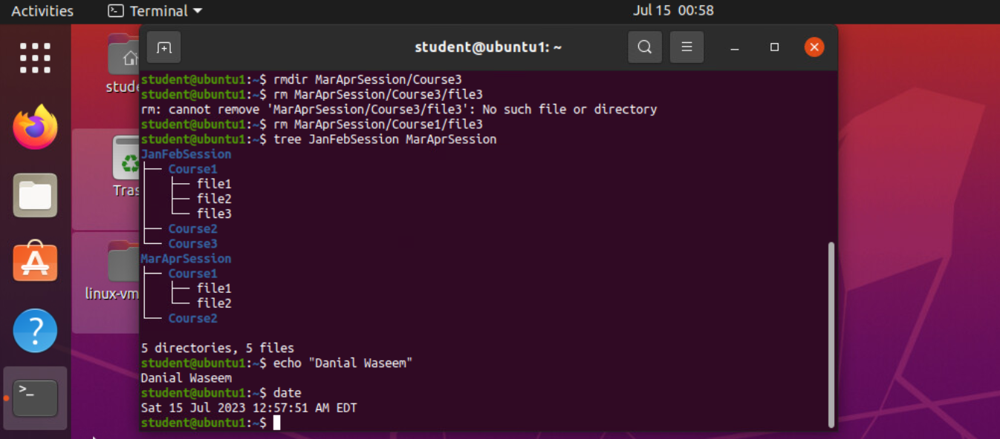 Activities
Terminal
Jul 15 00:58
student@ubuntu1: ~
student@ubuntu1:~$ rmdir MarAprSession/Course3
student@ubuntu1:~$ rm MarAprSession/Course3/file3
rm: cannot remove 'MarAprSession/Course3/file3': No such file or directory
student@ubuntu1:~$ rm MarAprSession/Course1/file3
student@ubuntu1:~$ tree JanFebSession MarAprSession
JanFebSession
├── Course1
│   ├── file1
│   ├── file2
│   └── file3
├── Course2
└── Course3
MarAprSession
├── Course1
│   ├── file1
│   └── file2
└── Course2
5 directories, 5 files
student@ubuntu1:~$ echo "Danial Waseem"
Danial Waseem
student@ubuntu1:~$ date
Sat 15 Jul 2023 12:57:51 AM EDT
student@ubuntu1:~$
stude
Tras
linux-vm